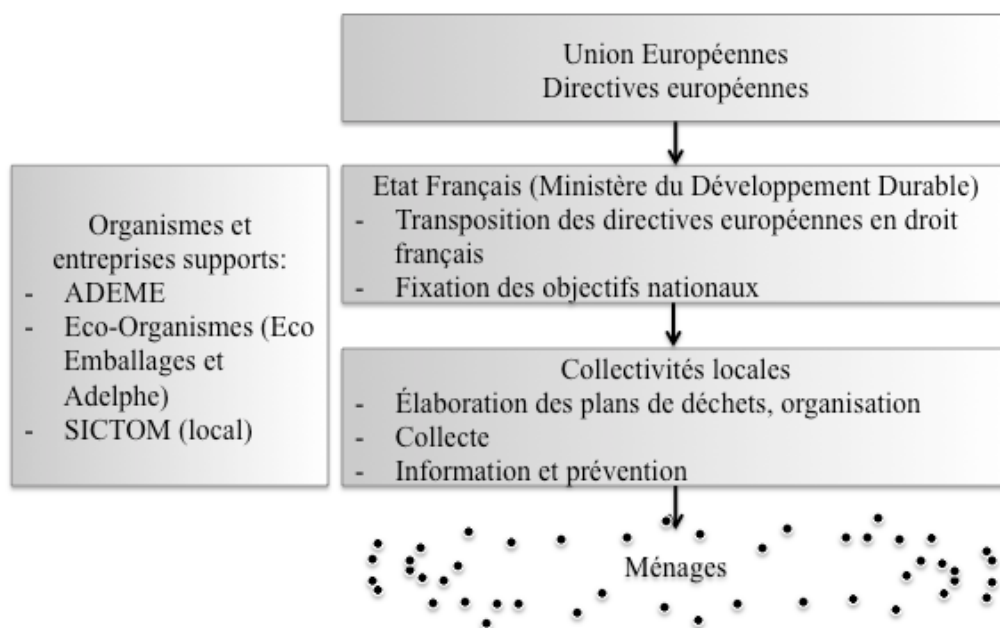 Union Européennes
Directives européennes
Etat Français (Ministère du Développement Durable)
- Transposition des directives européennes en droit
français
- Fixation des objectifs nationaux
Organismes et
entreprises supports:
- ADEME
- Eco-Organismes (Eco
Emballages et
Adelphe)
- SICTOM (local)
Collectivités locales
- Élaboration des plans de déchets, organisation
- Collecte
- Information et prévention
Ménages